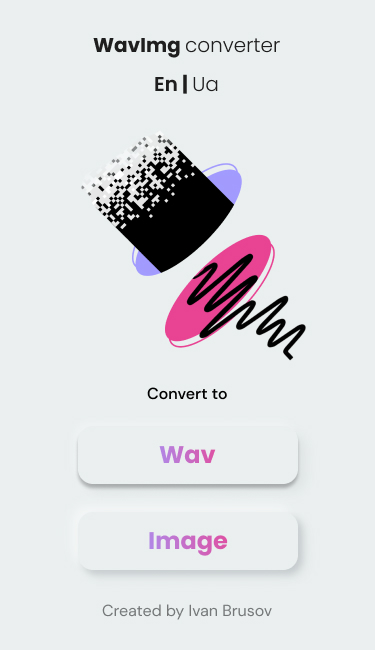 WavImg converter
En | Ua
Convert to
Wav
Image
Created by Ivan Brusov